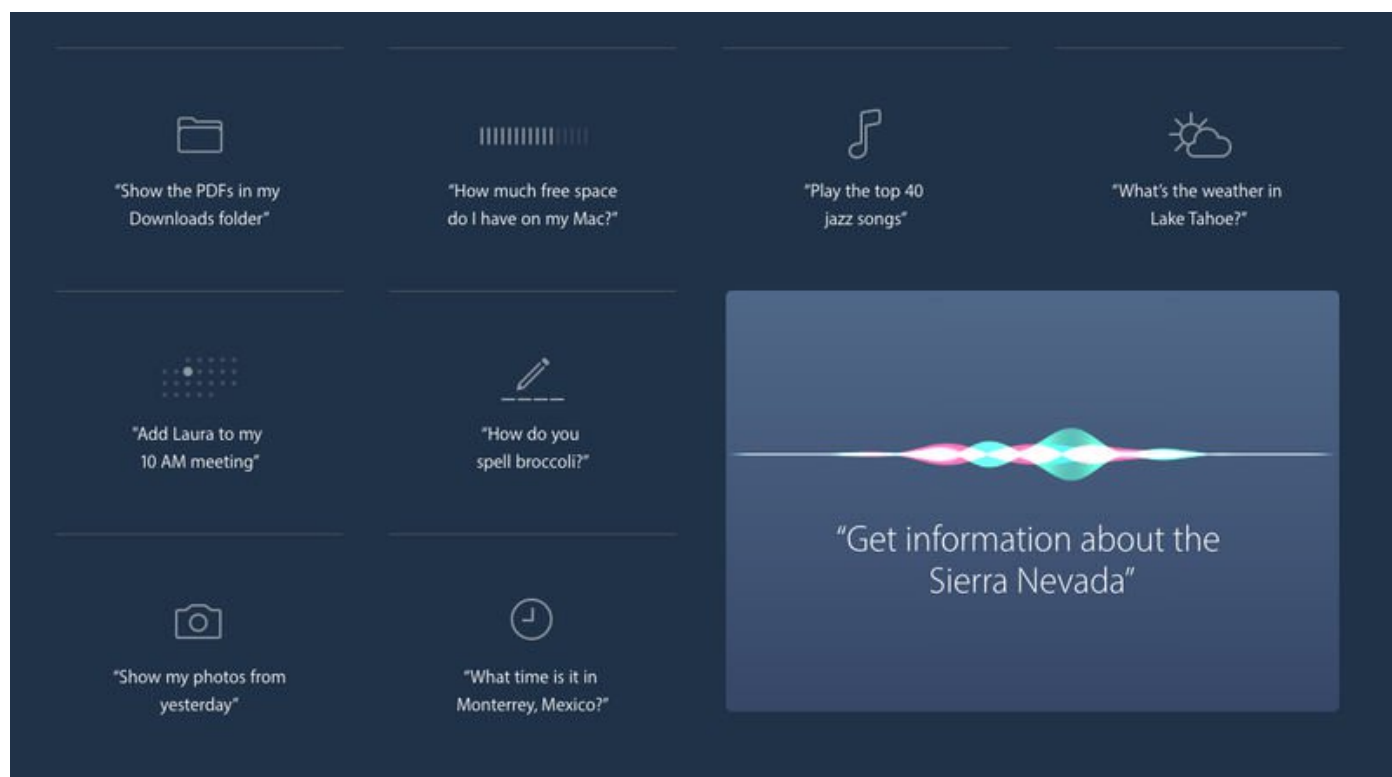 “Show the PDFs in my
Downloads folder”
“How much free space
do I have on my Mac?”
“Play the top 40
jazz songs”
“What’s the weather in
Lake Tahoe?”
“Add Laura to my
10 AM meeting”
“How do you
spell broccoli?”
“Get information about the
Sierra Nevada”
“Show my photos from
yesterday”
“What time is it in
Monterrey, Mexico?”